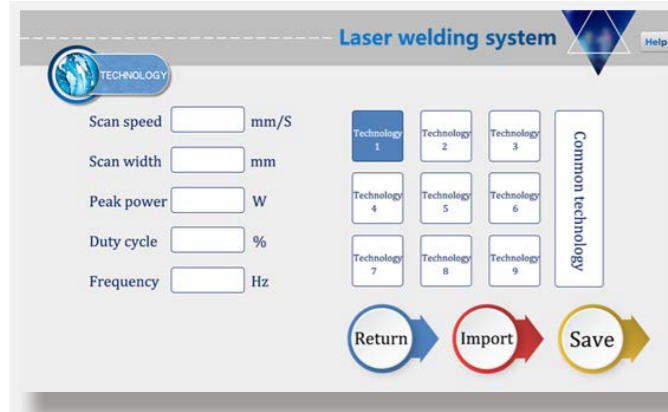 Laser welding system
Help
TECHNOLOGY
Scan speed mm/S
Scan width mm
Peak power W
Duty cycle %
Frequency Hz
Technology
1
Technology
2
Technology
3
Technology
4
Technology
5
Technology
6
Technology
7
Technology
8
Technology
9
Common technology
Return
Import
Save